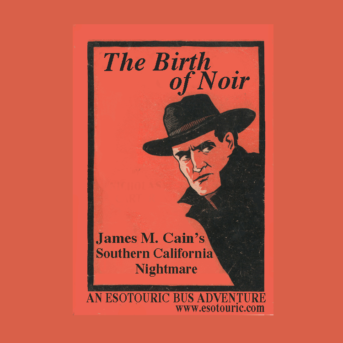 The Birth
of Noir
James M. Cain's
Southern California
Nightmare
AN ESOTOURIC BUS ADVENTURE
www.esotouric.com